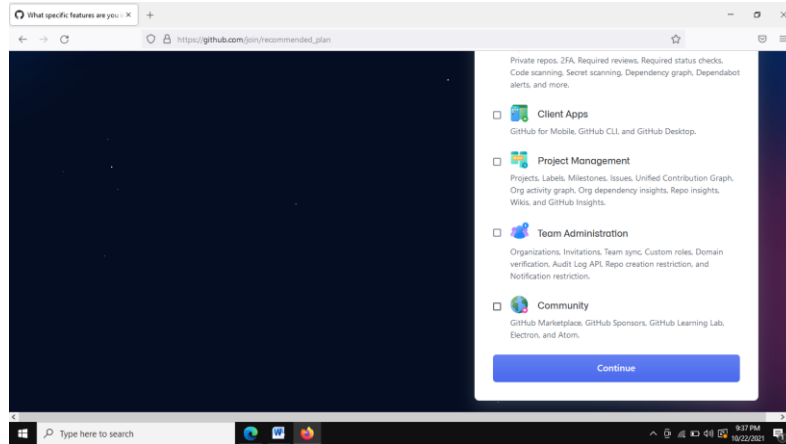 What specific features are you i
https://github.com/join/recommended_plan
Private repos, 2FA, Required reviews, Required status checks,
Code scanning, Secret scanning, Dependency graph, Dependabot
alerts, and more.
Client Apps
GitHub for Mobile, GitHub CLI, and GitHub Desktop.
Project Management
Projects, Labels, Milestones, Issues, Unified Contribution Graph,
Org activity graph, Org dependency insights, Repo insights,
Wikis, and GitHub Insights.
Team Administration
Organizations, Invitations, Team sync, Custom roles, Domain
verification, Audit Log API, Repo creation restriction, and
Notification restriction.
Community
GitHub Marketplace, GitHub Sponsors, GitHub Learning Lab,
Electron, and Atom.
Continue
Type here to search
9:37 PM
10/22/2021